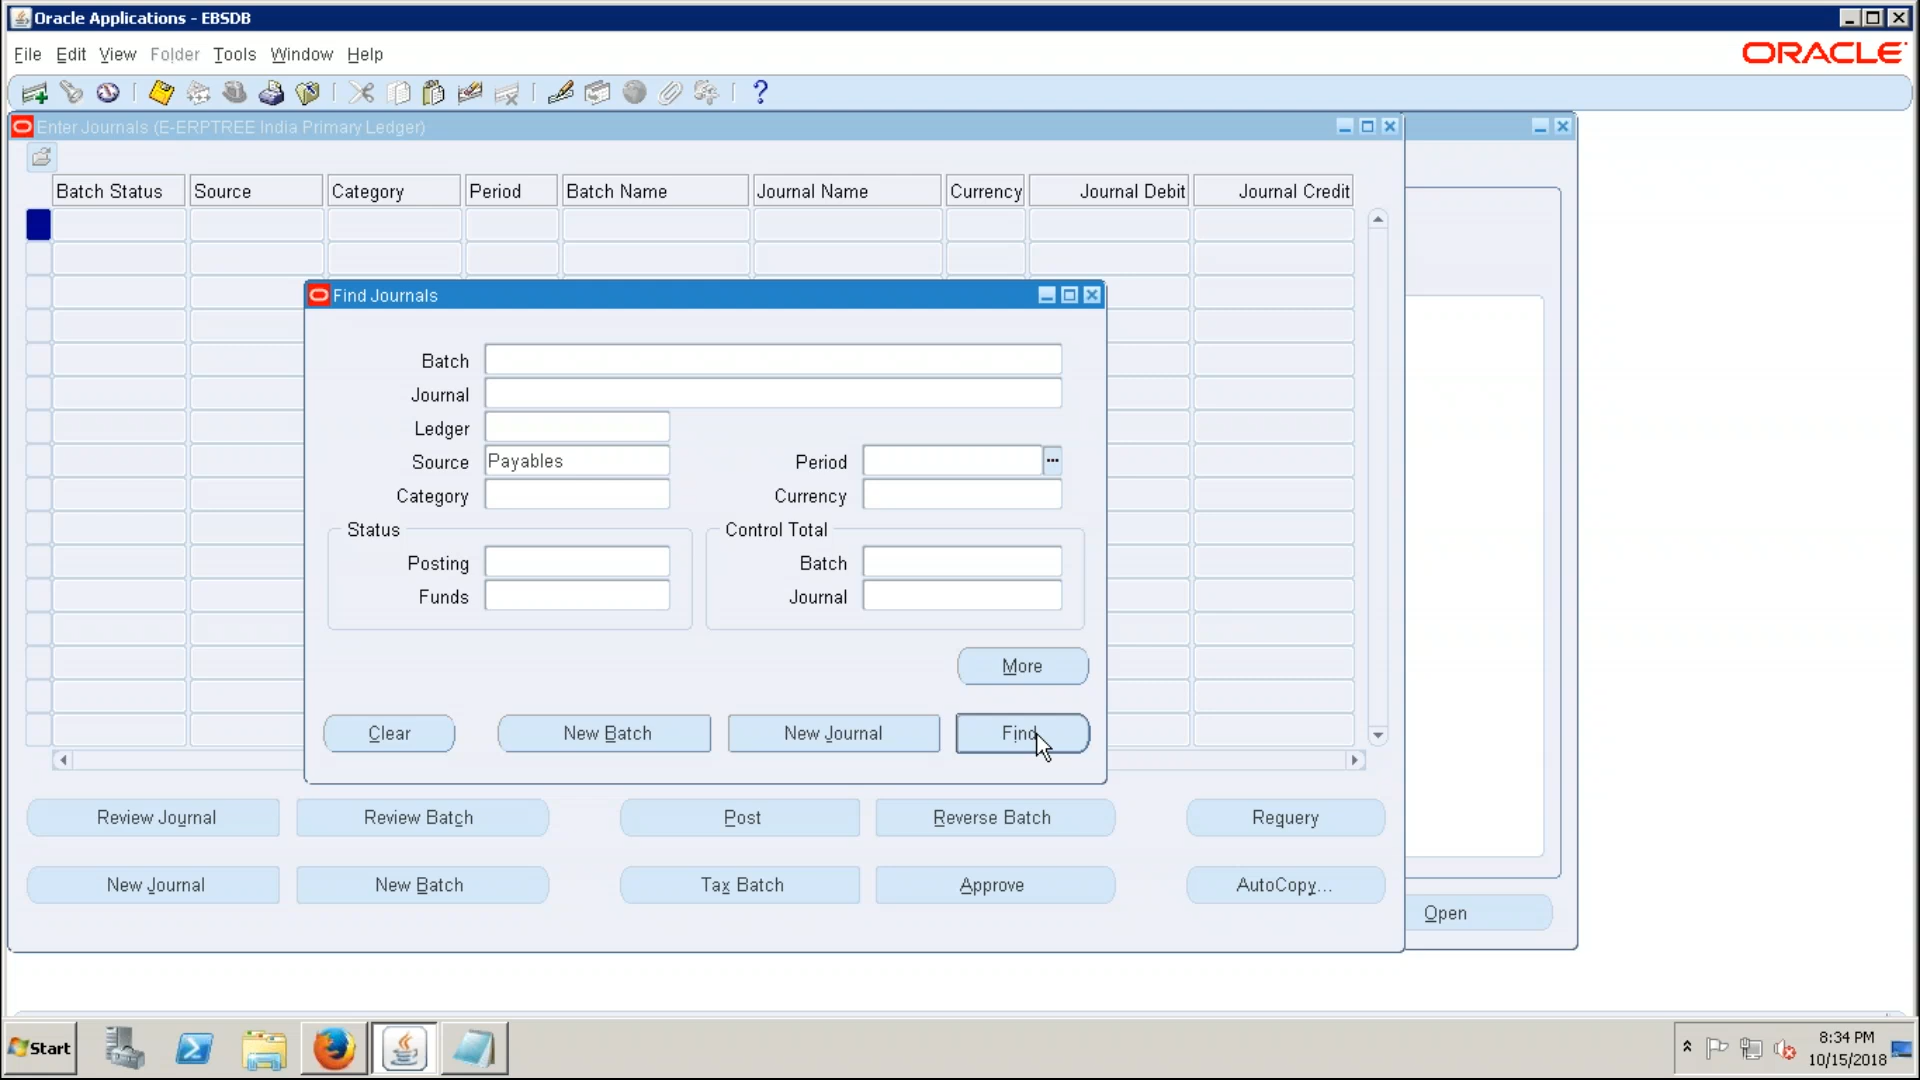 Oracle Applications - EBSDB
File Edit View Folder Tools Window Help
ORACLE
Enter Journals (E-ERPTREE India Primary Ledger)
Batch Status Source Category Period Batch Name Journal Name Currency Journal Debit Journal Credit
Find Journals
Batch
Journal
Ledger
Source Payables Period
Category Currency
Status Control Total
Posting Batch
Funds Journal
More
Clear New Batch New Journal Find
Review Journal Review Batch Post Reverse Batch Requery
New Journal New Batch Tax Batch Approve AutoCopy...
Open
Start
8:34 PM
10/15/2018